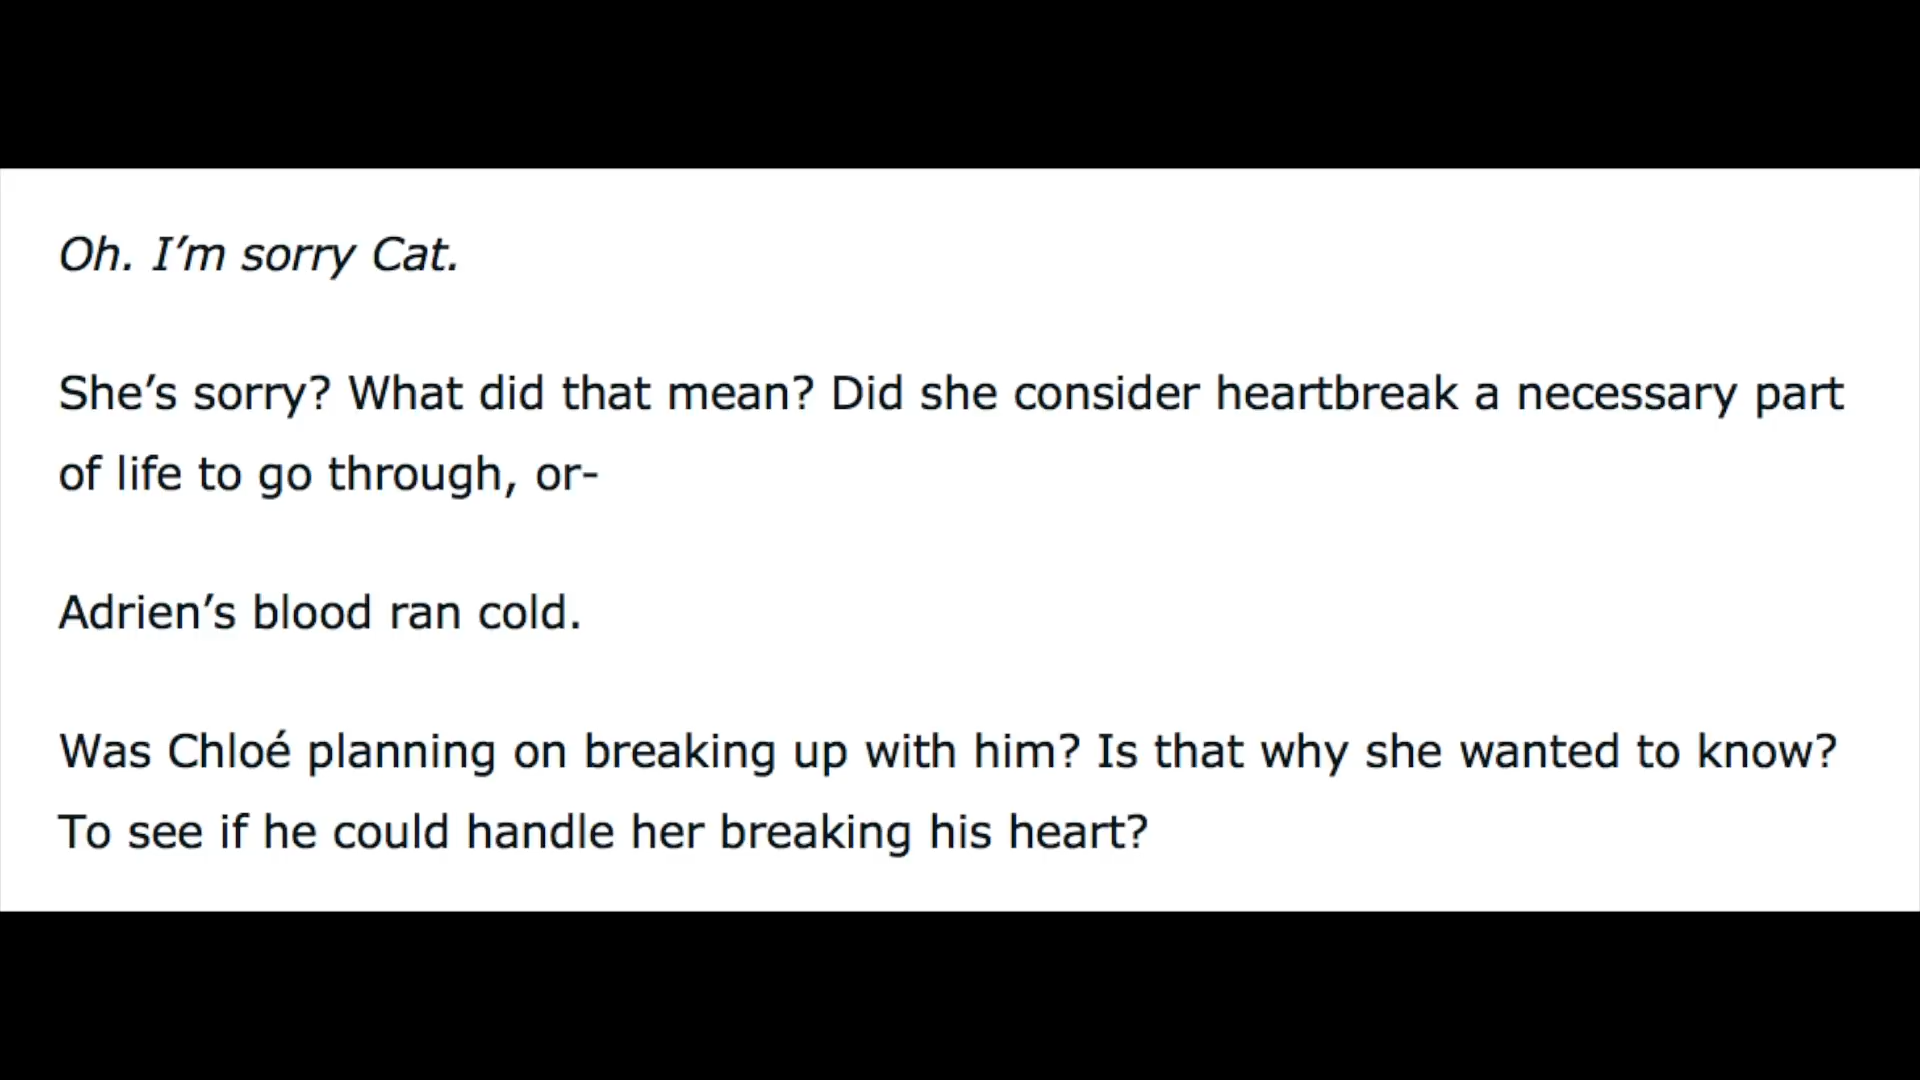 Oh. I’m sorry Cat.
She’s sorry? What did that mean? Did she consider heartbreak a necessary part
of life to go through, or-
Adrien’s blood ran cold.
Was Chloé planning on breaking up with him? Is that why she wanted to know?
To see if he could handle her breaking his heart?